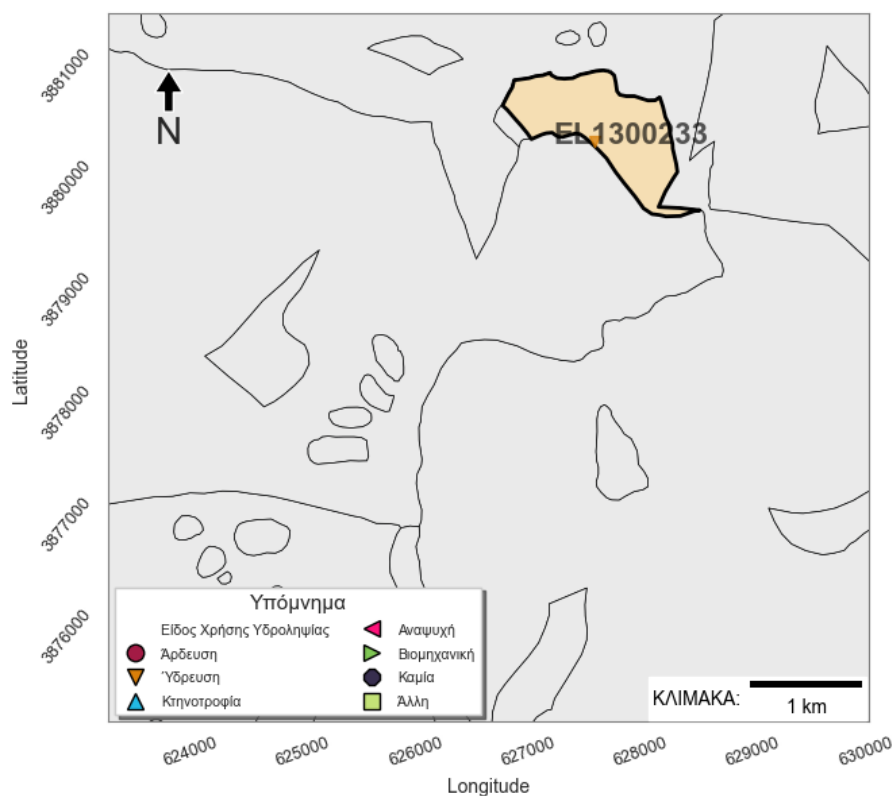 3881000
3880000
3879000
3878000
3877000
3876000
Latitude
N
EL1300233
Υπόμνημα
Είδος Χρήσης Υδροληψίας
Άρδευση
Ύδρευση
Κτηνοτροφία
Αναψυχή
Βιομηχανική
Καμία
Άλλη
ΚΛΙΜΑΚΑ:
1 km
624000
625000
626000
627000
628000
629000
630000
Longitude